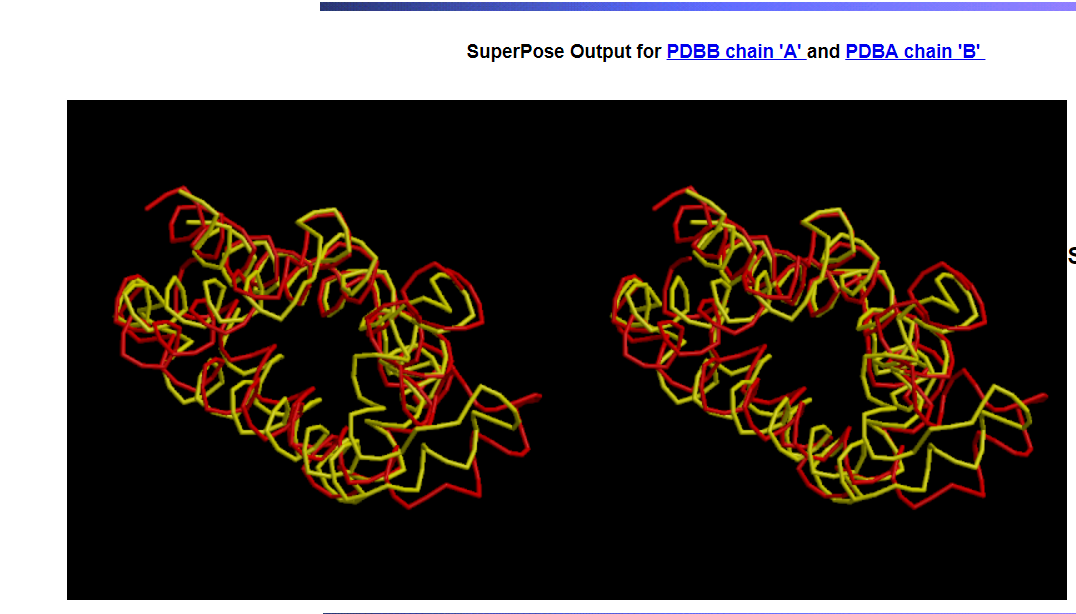 SuperPose Output for PDBB chain 'A' and PDBA chain 'B'
S